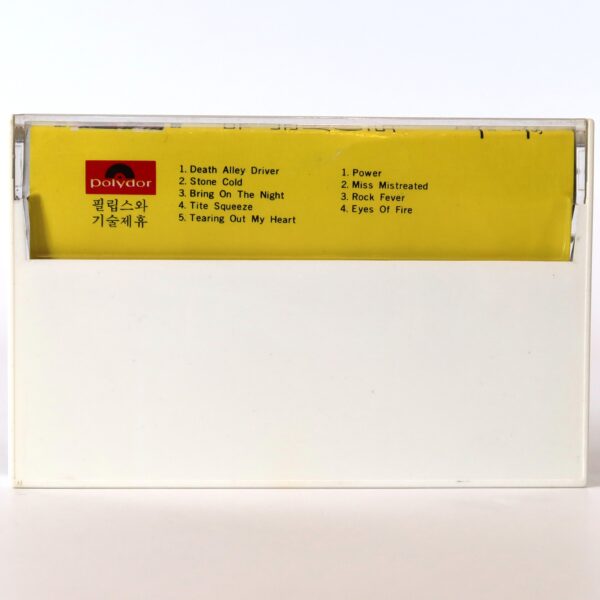 polydor
필립스와
기술제휴
1. Death Alley Driver
2. Stone Cold
3. Bring On The Night
4. Tite Squeeze
5. Tearing Out My Heart
1. Power
2. Miss Mistreated
3. Rock Fever
4. Eyes Of Fire